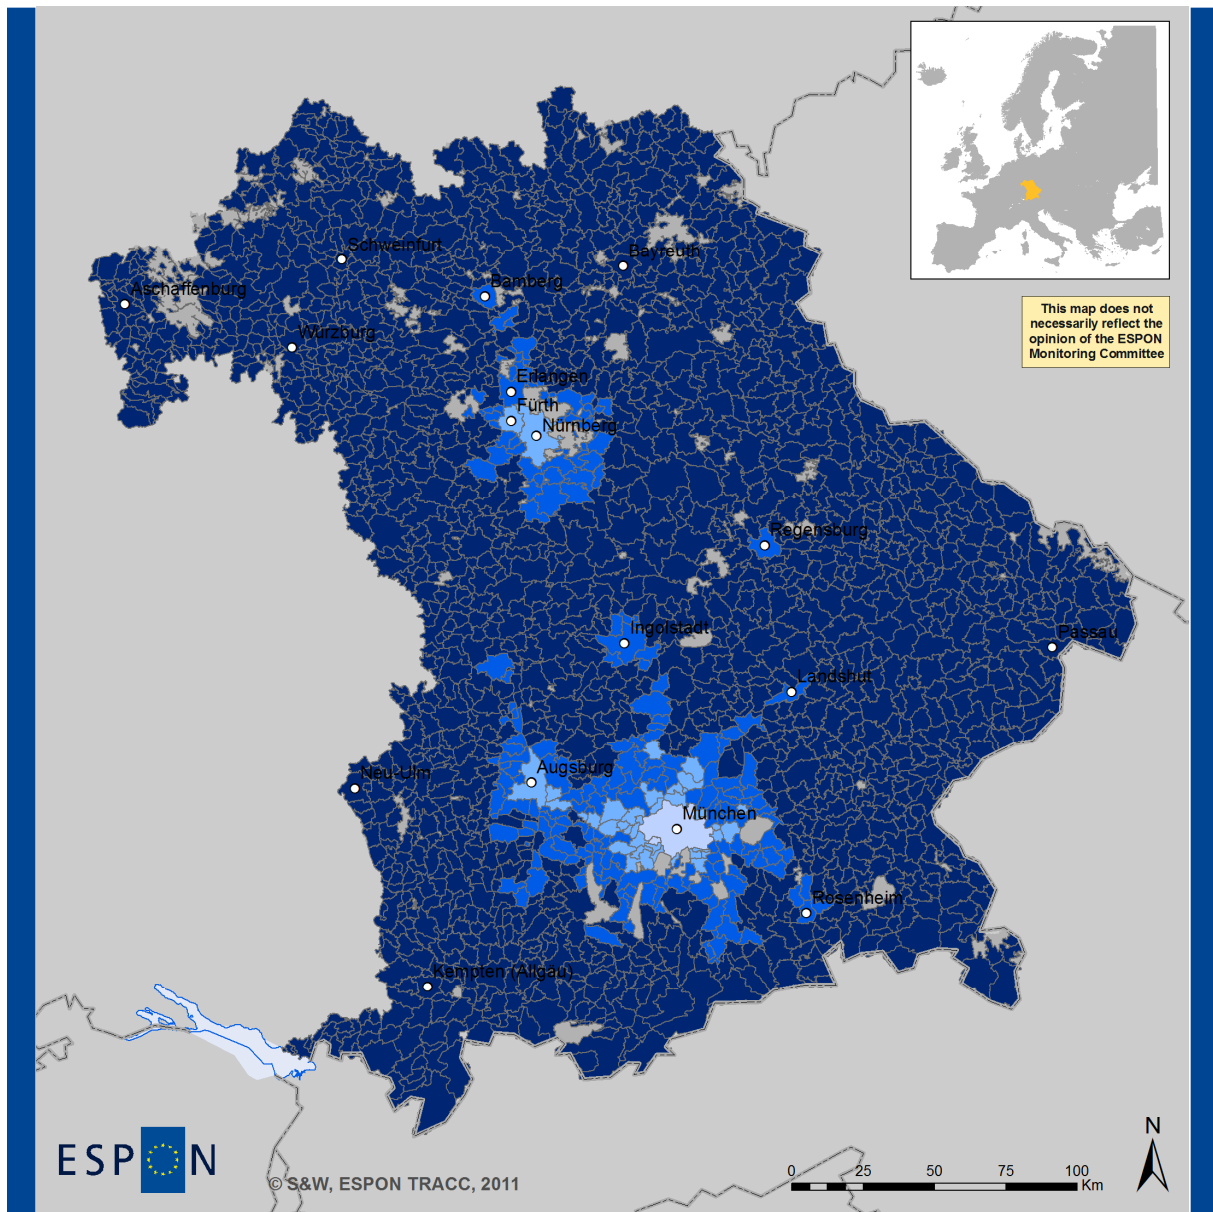 This map does not
necessarily reflect the
opinion of the ESPON
Monitoring Committee
Schweinfurt
Bayreuth
Aschaffenburg
Bamberg
Würzburg
Erlangen
Fürth
Nürnberg
Regensburg
Ingolstadt
Passau
Landshut
Neu-Ulm
Augsburg
München
Rosenheim
Kempten (Allgäu)
ESPON
© S&W, ESPON TRACC, 2011
0 25 50 75 100
Km
N